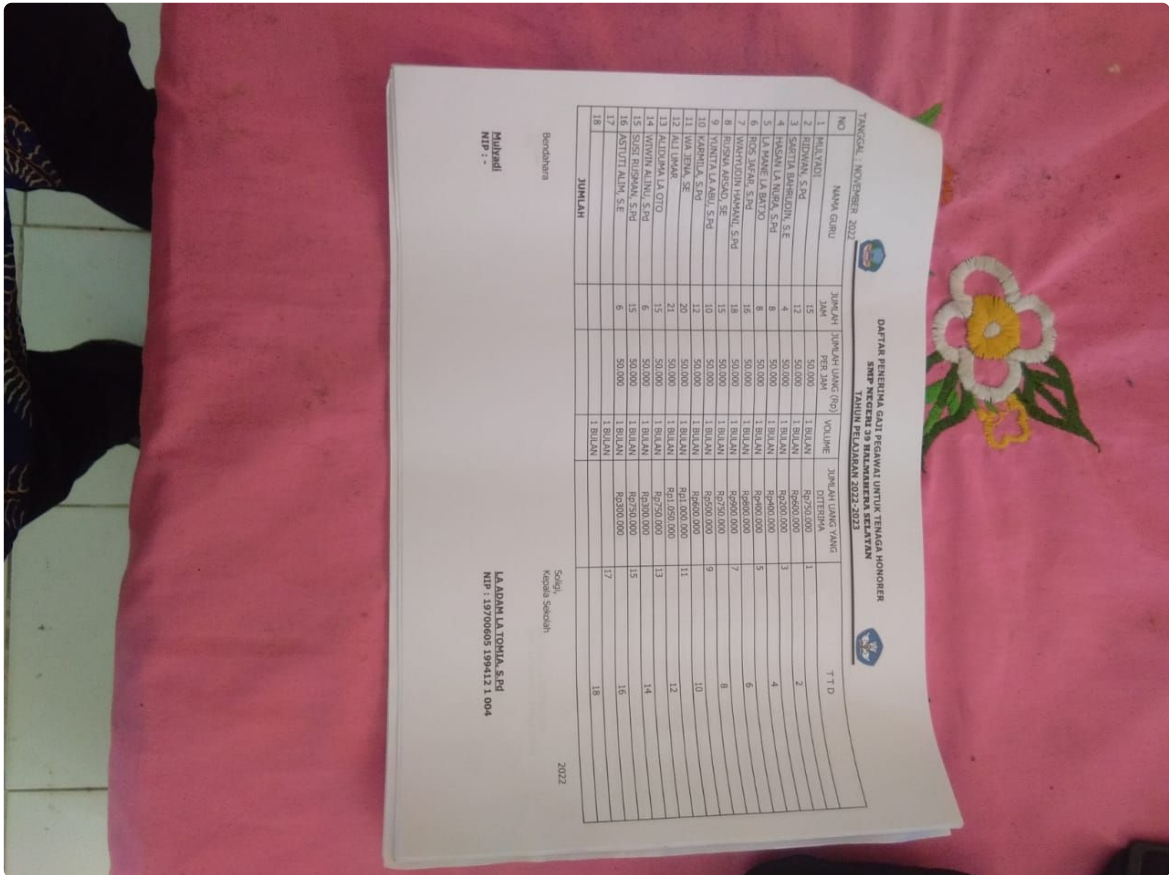 DAFTAR PENERIMA GAJI PEGAWAI UNTUK TENAGA HONORER
SMP NEGERI 39 HALMAHERA SELATAN
TAHUN PELAJARAN 2022-2023
TANGGAL : NOVEMBER 2022
NO NAMA GURU JUMLAH JAM JUMLAH UANG (Rp) PER JAM VOLUME JUMLAH UANG YANG DITERIMA T T D
1 MULYADI 15 50.000 1 BULAN Rp750.000 1
2 RIDWAN, S.Pd 12 50.000 1 BULAN Rp600.000 2
3 SARTIA BAHRUDIN, S.E 4 50.000 1 BULAN Rp200.000 3
4 HASAN LA NURA, S.Pd 8 50.000 1 BULAN Rp400.000 4
5 LA MANE LA BATJO 8 50.000 1 BULAN Rp400.000 5
6 ROS JAFAR, S.Pd 16 50.000 1 BULAN Rp800.000 6
7 WAHYUDIN HAMANI, S.Pd 18 50.000 1 BULAN Rp900.000 7
8 RUSNA ARSAD, SE 15 50.000 1 BULAN Rp750.000 8
9 YUNITA LA ABU, S.Pd 10 50.000 1 BULAN Rp500.000 9
10 KARMILA, S.Pd 12 50.000 1 BULAN Rp600.000 10
11 WA JENA, SE 20 50.000 1 BULAN Rp1.000.000 11
12 ALI UMAR 21 50.000 1 BULAN Rp1.050.000 12
13 ALIDUMA LA OTO 15 50.000 1 BULAN Rp750.000 13
14 WIWIN ALINU, S.Pd 6 50.000 1 BULAN Rp300.000 14
15 SUSI RUSMAN, S.Pd 15 50.000 1 BULAN Rp750.000 15
16 ASTUTI ALIM, S.E 6 50.000 1 BULAN Rp300.000 16
17 1 BULAN 17
18 1 BULAN 18
JUMLAH
Soligi, 2022
Bendahara Kepala Sekolah
Mulyadi LA ADAM LA TOMIA, S.Pd
NIP : - NIP : 19700605 199412 1 004